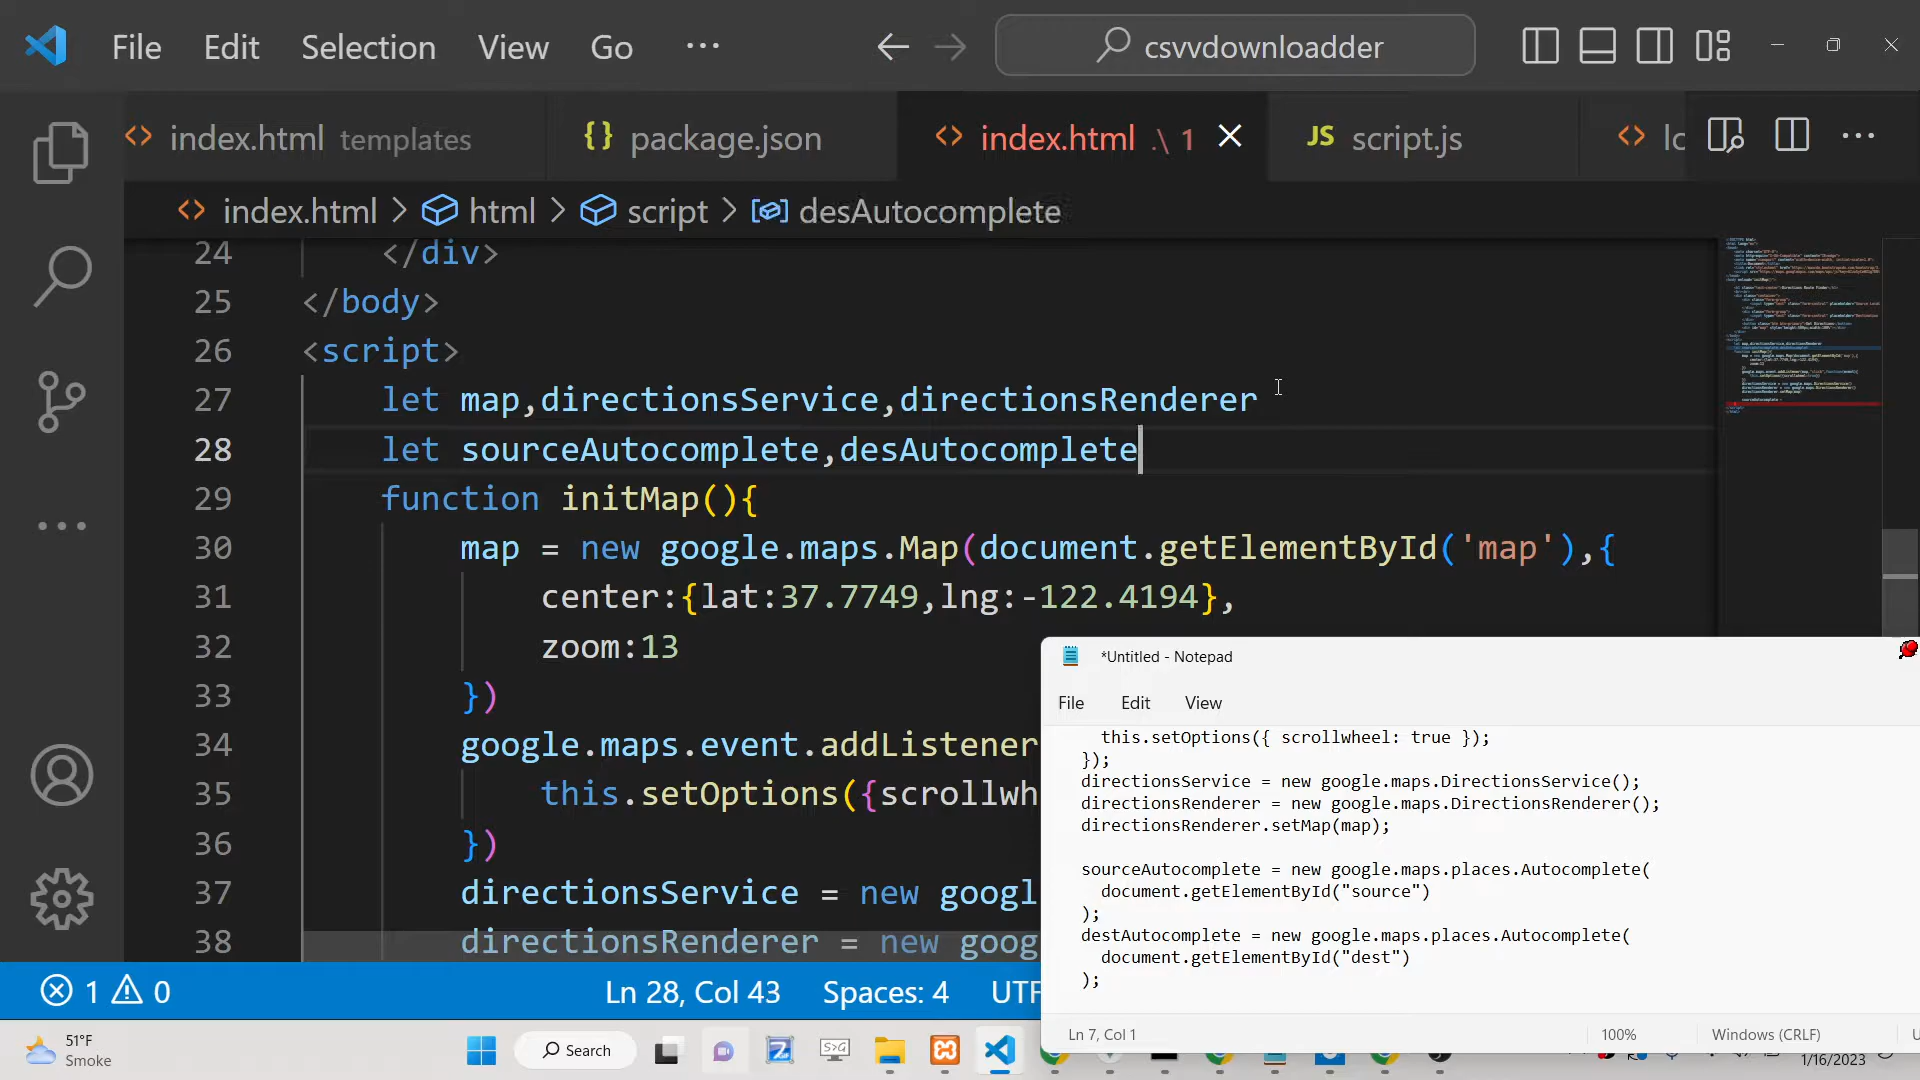 File Edit Selection View Go ··· csvvdownloadder
index.html templates package.json index.html .\ 1 JS script.js
index.html > html > script > desAutocomplete
24 </div>
25 </body>
26 <script>
27 let map,directionsService,directionsRenderer
28 let sourceAutocomplete,desAutocomplete
29 function initMap(){
30 map = new google.maps.Map(document.getElementById('map'),{
31 center:{lat:37.7749,lng:-122.4194},
32 zoom:13
33 })
34 google.maps.event.addListener
35 this.setOptions({scrollwh
36 })
37 directionsService = new goog
38 directionsRenderer = new goog
*Untitled - Notepad
File Edit View
this.setOptions({ scrollwheel: true });
});
directionsService = new google.maps.DirectionsService();
directionsRenderer = new google.maps.DirectionsRenderer();
directionsRenderer.setMap(map);
sourceAutocomplete = new google.maps.places.Autocomplete(
document.getElementById("source")
);
destAutocomplete = new google.maps.places.Autocomplete(
document.getElementById("dest")
);
Ln 7, Col 1 100% Windows (CRLF)
1 0 Ln 28, Col 43 Spaces: 4 UTF
51°F
Smoke
Search
1/16/2023